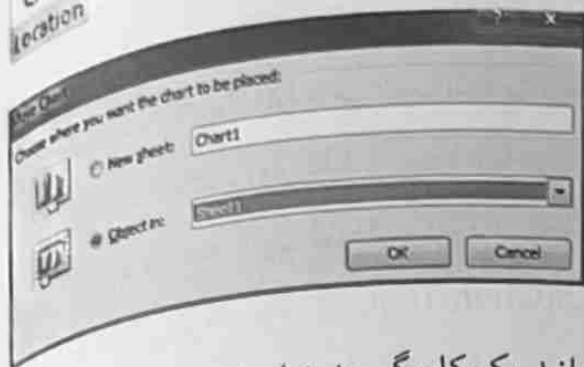 Location
Move Chart
Choose where you want the chart to be placed:
New sheet: Chart1
Object in: Sheet1
OK Cancel